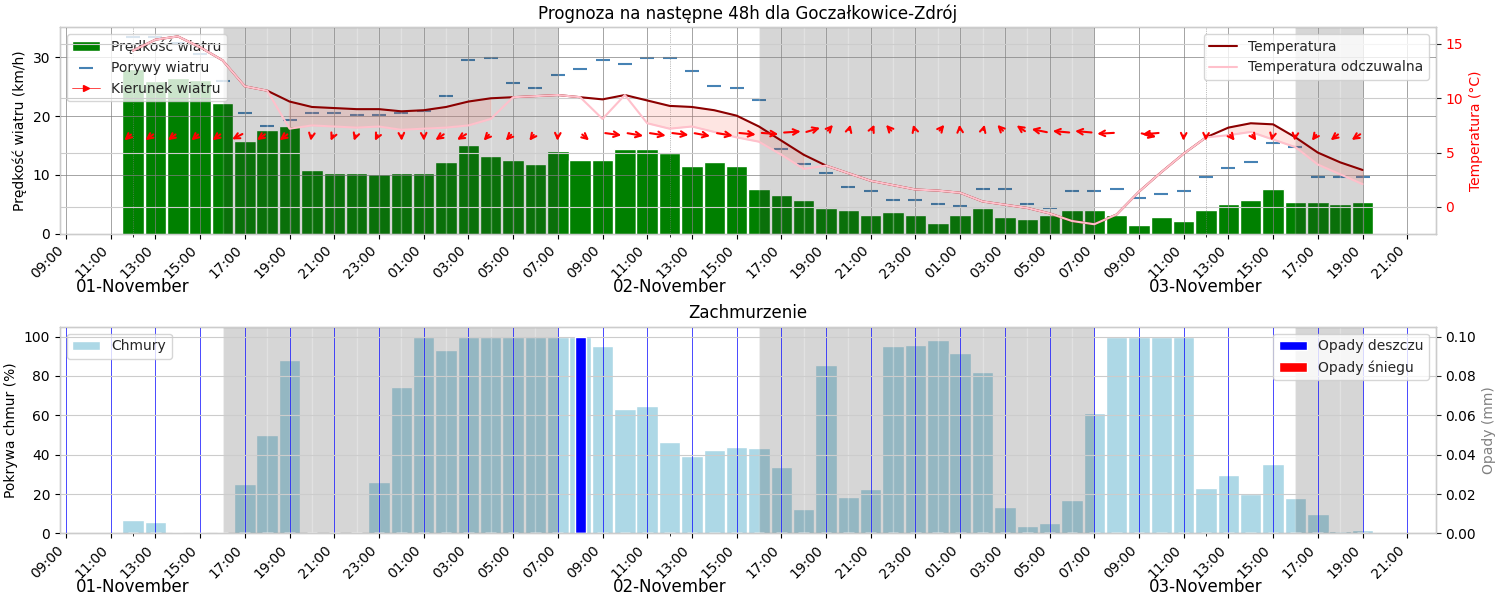 Prognoza na następne 48h dla Goczałkowice-Zdrój
Prędkość wiatru (km/h)
30
20
10
0
Prędkość wiatru
Porywy wiatru
Kierunek wiatru
Temperatura
Temperatura odczuwalna
15
10
5
0
Temperatura (°C)
09:00 11:00 13:00 15:00 17:00 19:00 21:00 23:00 01:00 03:00 05:00 07:00 09:00 11:00 13:00 15:00 17:00 19:00 21:00 23:00 01:00 03:00 05:00 07:00 09:00 11:00 13:00 15:00 17:00 19:00 21:00
01-November 02-November 03-November
Zachmurzenie
Pokrywa chmur (%)
100
80
60
40
20
0
Chmury
Opady deszczu
Opady śniegu
0.10
0.08
0.06
0.04
0.02
0.00
Opady (mm)
09:00 11:00 13:00 15:00 17:00 19:00 21:00 23:00 01:00 03:00 05:00 07:00 09:00 11:00 13:00 15:00 17:00 19:00 21:00 23:00 01:00 03:00 05:00 07:00 09:00 11:00 13:00 15:00 17:00 19:00 21:00
01-November 02-November 03-November